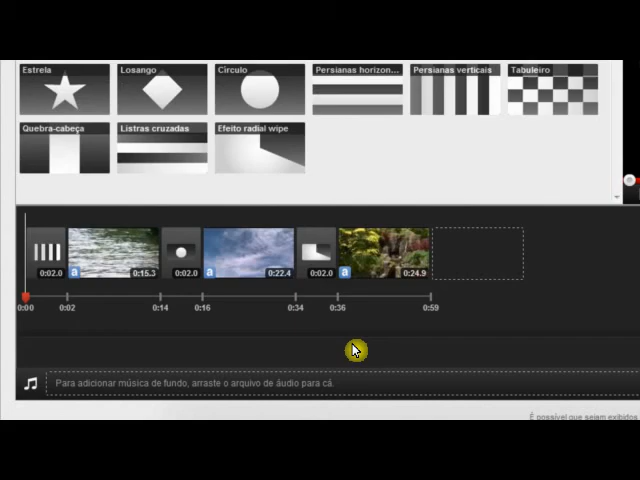 Estrela
Losango
Círculo
Persianas horizon...
Persianas verticais
Tabuleiro
Quebra-cabeça
Listras cruzadas
Efeito radial wipe
0:02.0
a
0:15.3
0:02.0
a
0:22.4
0:02.0
a
0:24.9
0:00
0:02
0:14
0:16
0:34
0:36
0:59
Para adicionar música de fundo, arraste o arquivo de áudio para cá.
É possível que sejam exibidos